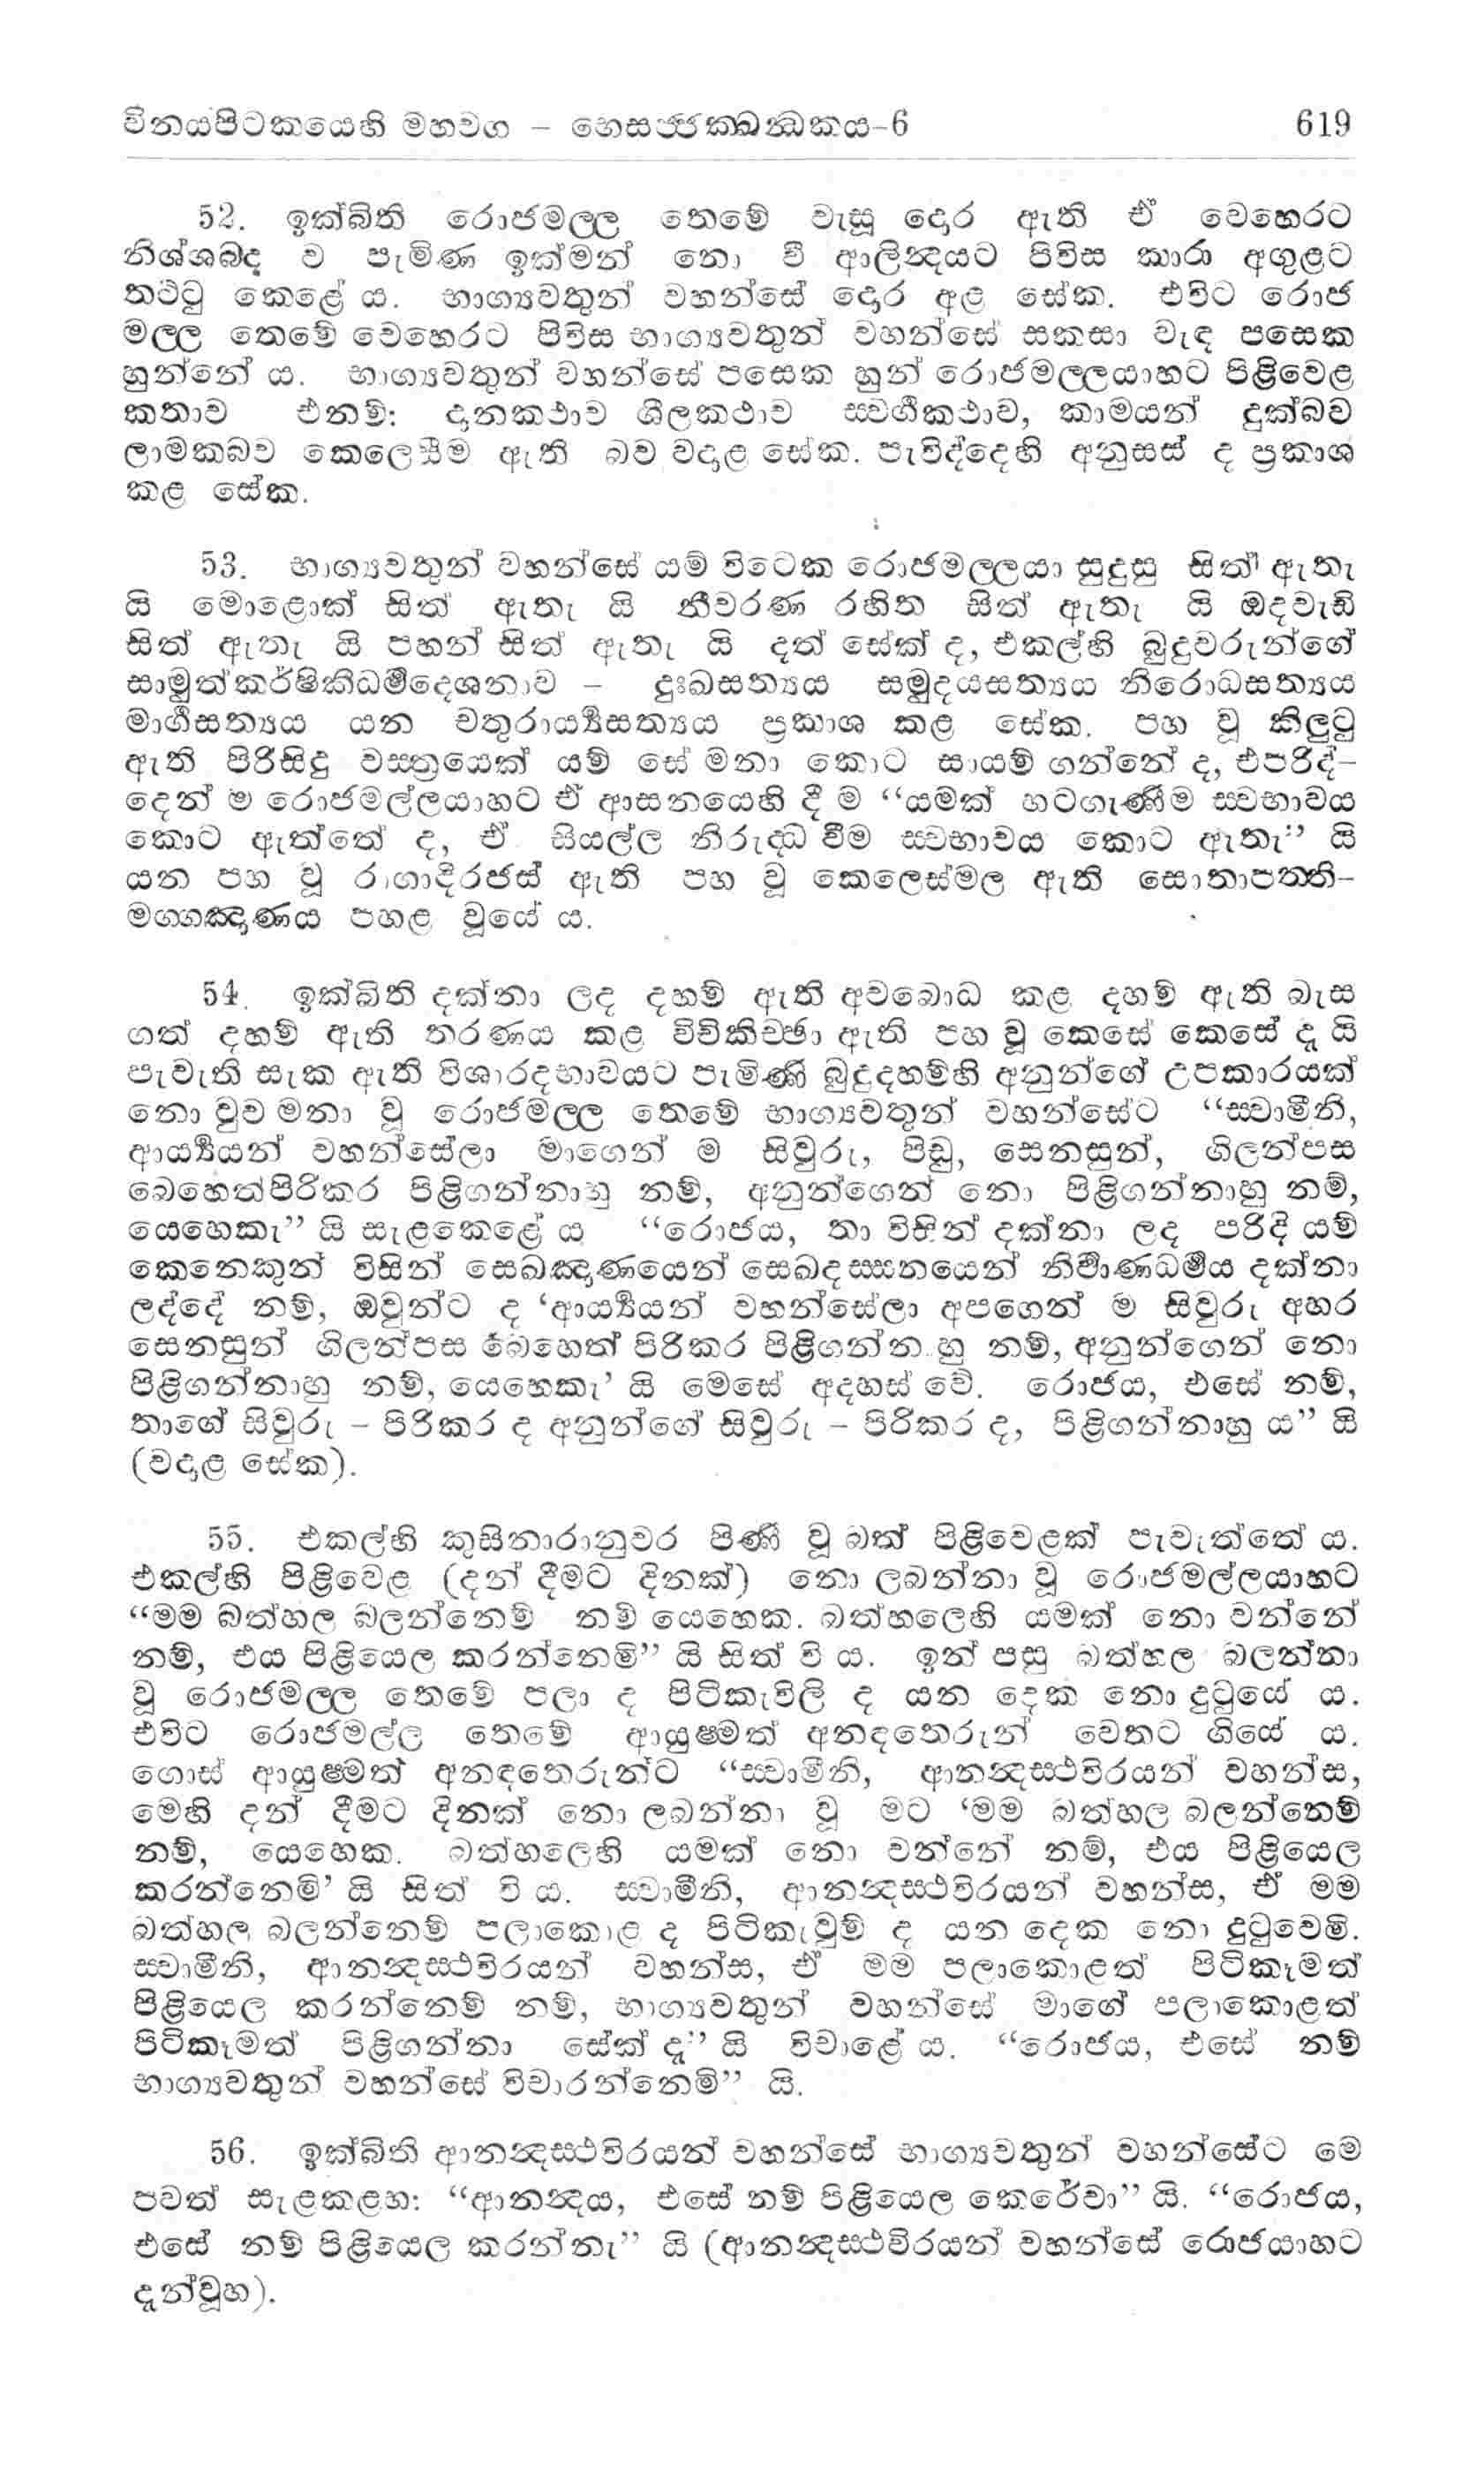 විනයපිටකයෙහි මහවග - භෙසජ්ජක්ඛන්ධකය-6 619
52. ඉක්බිති රොජමල්ල තෙමේ වැසූ දොර ඇති ඒ වෙහෙරට
නිශ්ශබ්ද ව පැමිණ ඉක්මන් නො වී ආලින්දයට පිවිස කාරා අගුළට
තට්ටු කෙළේ ය. භාග්‍යවතුන් වහන්සේ දොර අළ සේක. එවිට රොජ
මල්ල තෙමේ වෙහෙරට පිවිස භාග්‍යවතුන් වහන්සේ සකසා වැඳ පසෙක
හුන්නේ ය. භාග්‍යවතුන් වහන්සේ පසෙක හුන් රොජමල්ලයාහට පිළිවෙළ
කතාව එනම්: දානකථාව ශීලකථාව ස්වර්ගකථාව, කාමයන් දුක්බව
ලාමකබව කෙලෙසීම ඇති බව වදාළ සේක. පැවිද්දෙහි අනුසස් ද ප්‍රකාශ
කළ සේක.
53. භාග්‍යවතුන් වහන්සේ යම් විටෙක රොජමල්ලයා සුදුසු සිත් ඇතැ
යි මොළොක් සිත් ඇතැ යි නීවරණ රහිත සිත් ඇතැ යි ඔදවැඩි
සිත් ඇතැ යි පහන් සිත් ඇතැ යි දත් සේක් ද, එකල්හි බුදුවරුන්ගේ
සාමුත්කර්ෂිකිධර්මදෙශනාව - දුඃඛසත්‍යය සමුදයසත්‍යය නිරොධසත්‍යය
මාර්ගසත්‍යය යන චතුරාර්‍ය්‍යසත්‍යය ප්‍රකාශ කළ සේක. පහ වූ කිලුටු
ඇති පිරිසිදු වස්ත්‍රයෙක් යම් සේ මනා කොට සායම් ගන්නේ ද, එපරිද්-
දෙන් ම රොජමල්ලයාහට ඒ ආසනයෙහි දී ම “යමක් හටගැණීම ස්වභාවය
කොට ඇත්තේ ද, ඒ සියල්ල නිරුද්ධ වීම ස්වභාවය කොට ඇතැ” යි
යන පහ වූ රාගාදිරජස් ඇති පහ වූ කෙලෙස්මල ඇති සොතාපත්ති-
මග්ගඤාණය පහළ වූයේ ය.
54. ඉක්බිති දක්නා ලද දහම් ඇති අවබොධ කළ දහම් ඇති බැස
ගත් දහම් ඇති තරණය කළ විචිකිච්ඡා ඇති පහ වූ කෙසේ කෙසේ දැ යි
පැවැති සැක ඇති විශාරදභාවයට පැමිණි බුදුදහම්හි අනුන්ගේ උපකාරයක්
නො වුව මනා වූ රොජමල්ල තෙමේ භාග්‍යවතුන් වහන්සේට “ස්වාමීනි,
ආර්‍ය්‍යයන් වහන්සේලා මාගෙන් ම සිවුරු, පිඩු, සෙනසුන්, ගිලන්පස
බෙහෙත්පිරිකර පිළිගන්නාහු නම්, අනුන්ගෙන් නො පිළිගන්නාහු නම්,
යෙහෙකැ” යි සැළකෙළේ ය “රොජය, තා විසින් දක්නා ලද පරිදි යම්
කෙනෙකුන් විසින් සෙඛඤාණයෙන් සෙඛදස්සනයෙන් නිර්‍වාණධර්මය දක්නා
ලද්දේ නම්, ඔවුන්ට ද ‘ආර්‍ය්‍යයන් වහන්සේලා අපගෙන් ම සිවුරු අහර
සෙනසුන් ගිලන්පස බෙහෙත් පිරිකර පිළිගන්නාහු නම්, අනුන්ගෙන් නො
පිළිගන්නාහු නම්, යෙහෙකැ’ යි මෙසේ අදහස් වේ. රොජය, එසේ නම්,
තාගේ සිවුරු - පිරිකර ද අනුන්ගේ සිවුරු - පිරිකර ද, පිළිගන්නාහු ය” යි
(වදාළ සේක).
55. එකල්හි කුසිනාරානුවර පිණි වූ බත් පිළිවෙළක් පැවැත්තේ ය.
එකල්හි පිළිවෙළ (දන් දීමට දිනක්) නො ලබන්නා වූ රොජමල්ලයාහට
“මම බත්හල බලන්නෙම් නම් යෙහෙක. බත්හලෙහි යමක් නො වන්නේ
නම්, එය පිළියෙල කරන්නෙමි” යි සිත් වි ය. ඉන් පසු බත්හල බලන්නා
වූ රොජමල්ල තෙමේ පලා ද පිටිකැවිලි ද යන දෙක නො දුටුයේ ය.
එවිට රොජමල්ල තෙමේ ආයුෂ්මත් අනඳතෙරුන් වෙතට ගියේ ය.
ගොස් ආයුෂ්මත් අනඳතෙරුන්ට “ස්වාමීනි, ආනන්දස්ථවිරයන් වහන්ස,
මෙහි දන් දීමට දිනක් නො ලබන්නා වූ මට ‘මම බත්හල බලන්නෙම්
නම්, යෙහෙක. බත්හලෙහි යමක් නො වන්නේ නම්, එය පිළියෙල
කරන්නෙමි’ යි සිත් වි ය. ස්වාමීනි, ආනන්දස්ථවිරයන් වහන්ස, ඒ මම
බත්හල බලන්නෙම් පලාකොළ ද පිටිකැවුම් ද යන දෙක නො දුටුවෙමි.
ස්වාමීනි, ආනන්දස්ථවිරයන් වහන්ස, ඒ මම පලාකොළත් පිටිකෑමත්
පිළියෙල කරන්නෙම් නම්, භාග්‍යවතුන් වහන්සේ මාගේ පලාකොළත්
පිටිකෑමත් පිළිගන්නා සේක් දැ” යි විචාළේ ය. “රොජය, එසේ නම්
භාග්‍යවතුන් වහන්සේ විචාරන්නෙමි” යි.
56. ඉක්බිති ආනන්දස්ථවිරයන් වහන්සේ භාග්‍යවතුන් වහන්සේට මෙ
පවත් සැළකළහ: “ආනන්දය, එසේ නම් පිළියෙල කෙරේවා” යි. “රොජය,
එසේ නම් පිළියෙල කරන්නැ” යි (ආනන්දස්ථවිරයන් වහන්සේ රොජයාහට
දැන්වූහ).